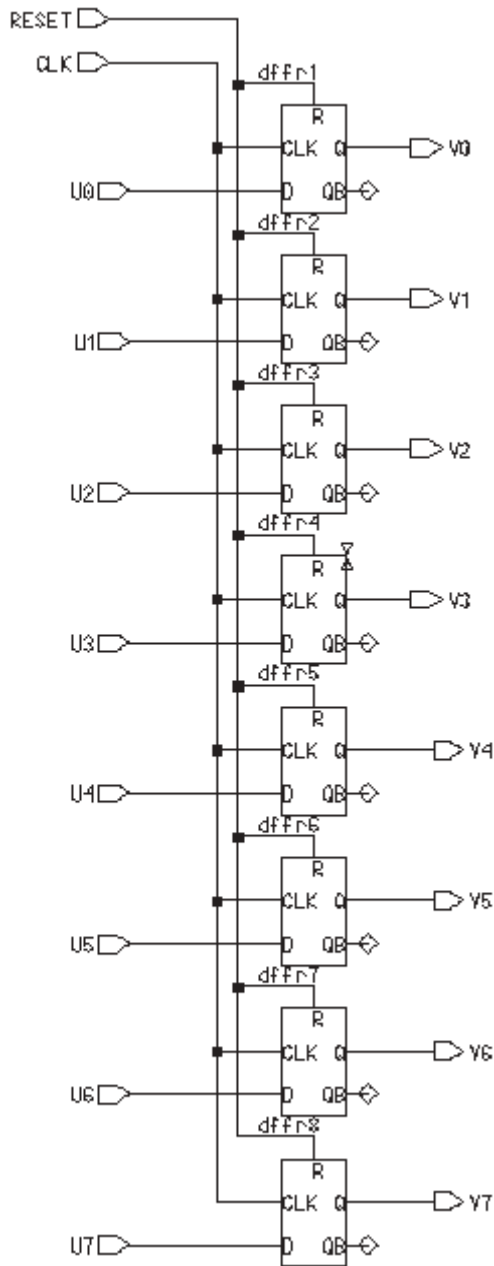 RESET
CLK
dffr1
R
CLK Q V0
U0 D QB
dffr2
R
CLK Q V1
U1 D QB
dffr3
R
CLK Q V2
U2 D QB
dffr4
R
CLK Q V3
U3 D QB
dffr5
R
CLK Q V4
U4 D QB
dffr6
R
CLK Q V5
U5 D QB
dffr7
R
CLK Q V6
U6 D QB
dffr8
R
CLK Q V7
U7 D QB